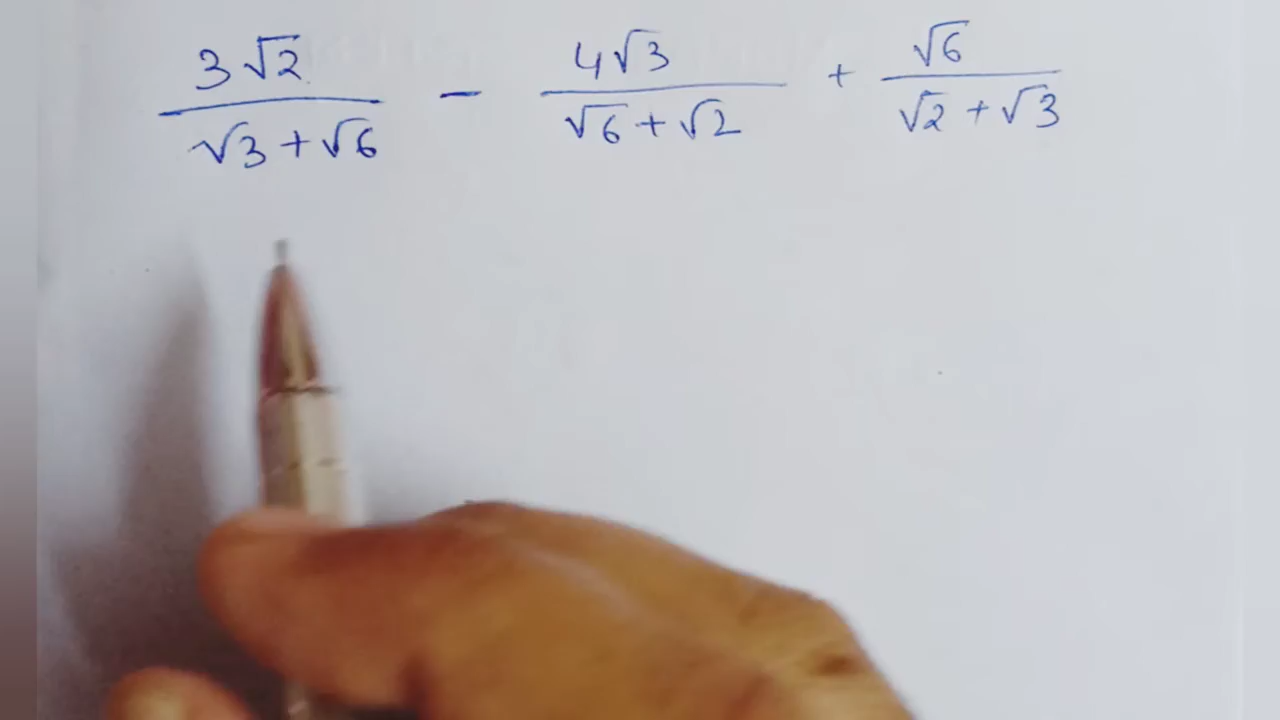 3√2 / (√3 + √6) - 4√3 / (√6 + √2) + √6 / (√2 + √3)